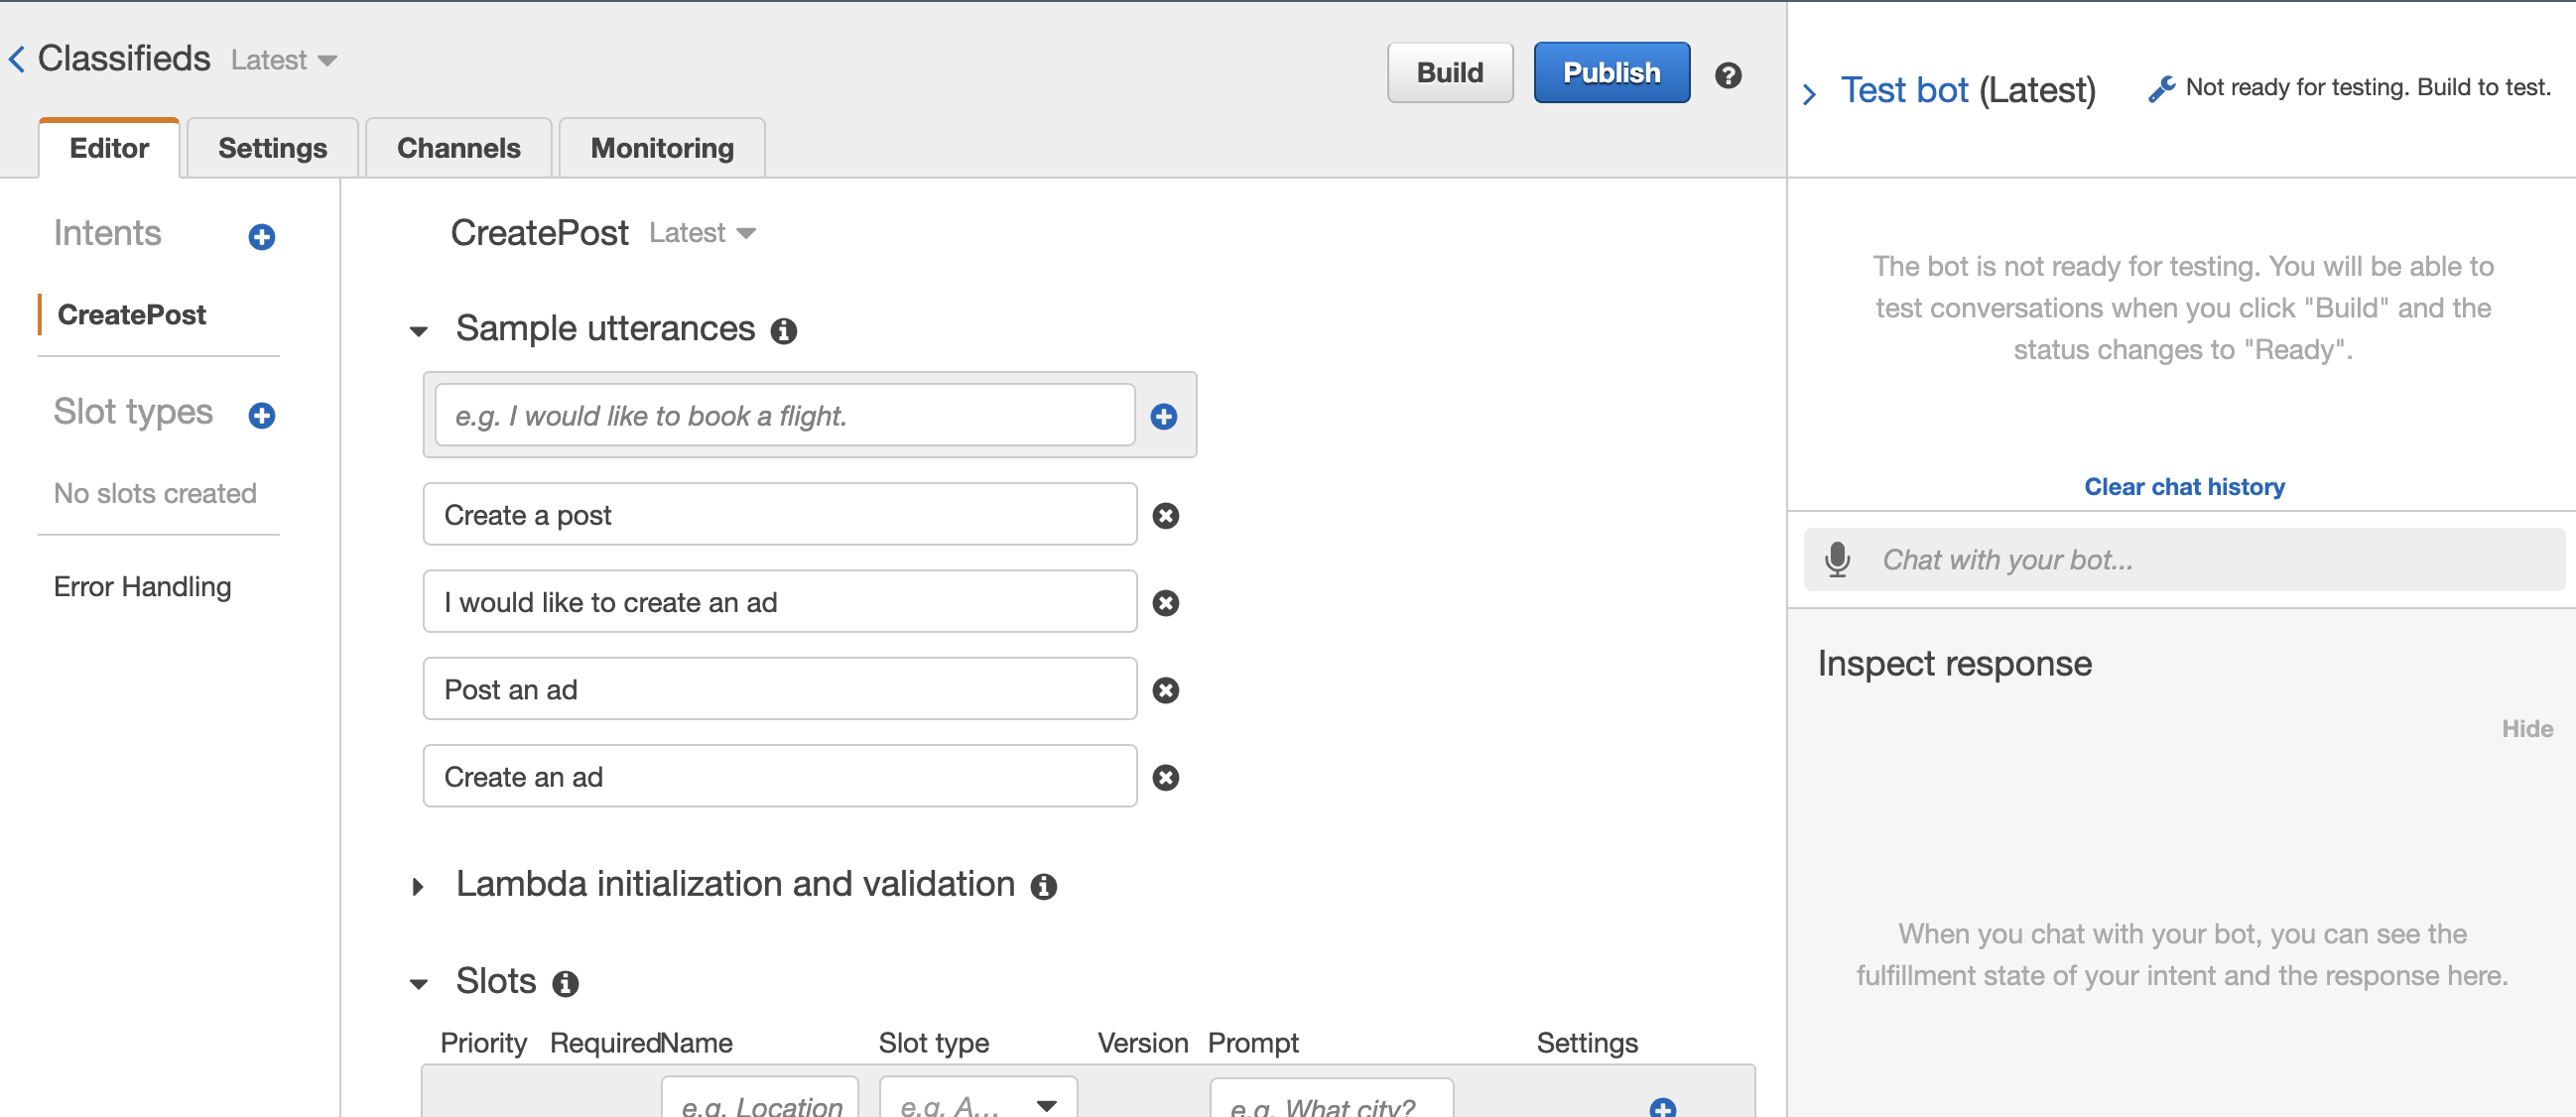 Classifieds Latest
Build
Publish
Editor
Settings
Channels
Monitoring
Intents
CreatePost
Slot types
No slots created
Error Handling
CreatePost Latest
Sample utterances
e.g. I would like to book a flight.
Create a post
I would like to create an ad
Post an ad
Create an ad
Lambda initialization and validation
Slots
Priority Required Name Slot type Version Prompt Settings
e.g. Location e.g. A... e.g. What city?
Test bot (Latest) Not ready for testing. Build to test.
The bot is not ready for testing. You will be able to
test conversations when you click "Build" and the
status changes to "Ready".
Clear chat history
Chat with your bot...
Inspect response
Hide
When you chat with your bot, you can see the
fulfillment state of your intent and the response here.